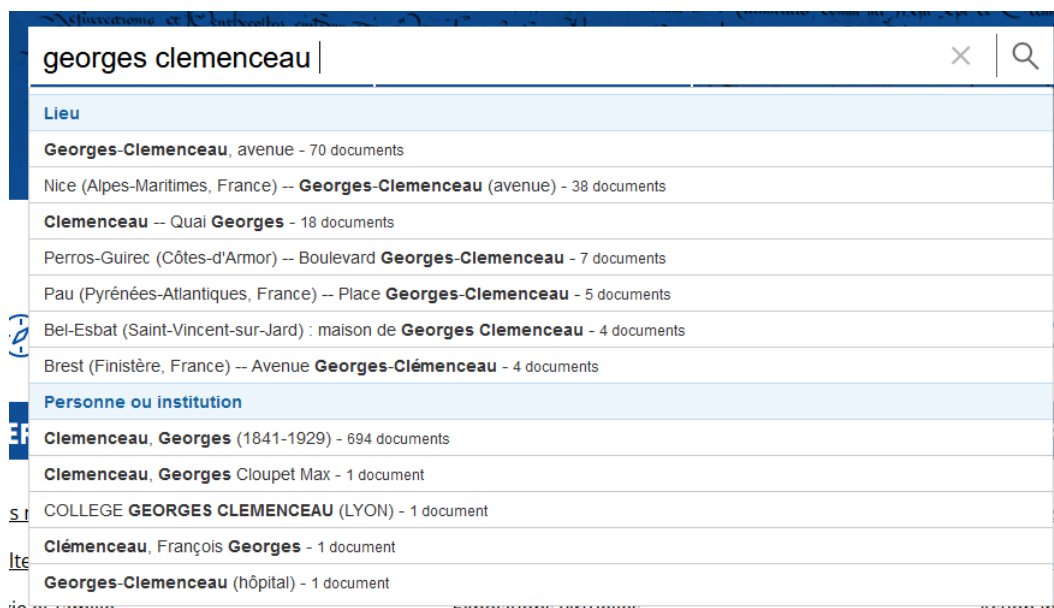 georges clemenceau
Lieu
Georges-Clemenceau, avenue - 70 documents
Nice (Alpes-Maritimes, France) -- Georges-Clemenceau (avenue) - 38 documents
Clemenceau -- Quai Georges - 18 documents
Perros-Guirec (Côtes-d'Armor) -- Boulevard Georges-Clemenceau - 7 documents
Pau (Pyrénées-Atlantiques, France) -- Place Georges-Clemenceau - 5 documents
Bel-Esbat (Saint-Vincent-sur-Jard) : maison de Georges Clemenceau - 4 documents
Brest (Finistère, France) -- Avenue Georges-Clémenceau - 4 documents
Personne ou institution
Clemenceau, Georges (1841-1929) - 694 documents
Clemenceau, Georges Cloupet Max - 1 document
COLLEGE GEORGES CLEMENCEAU (LYON) - 1 document
Clémenceau, François Georges - 1 document
Georges-Clemenceau (hôpital) - 1 document